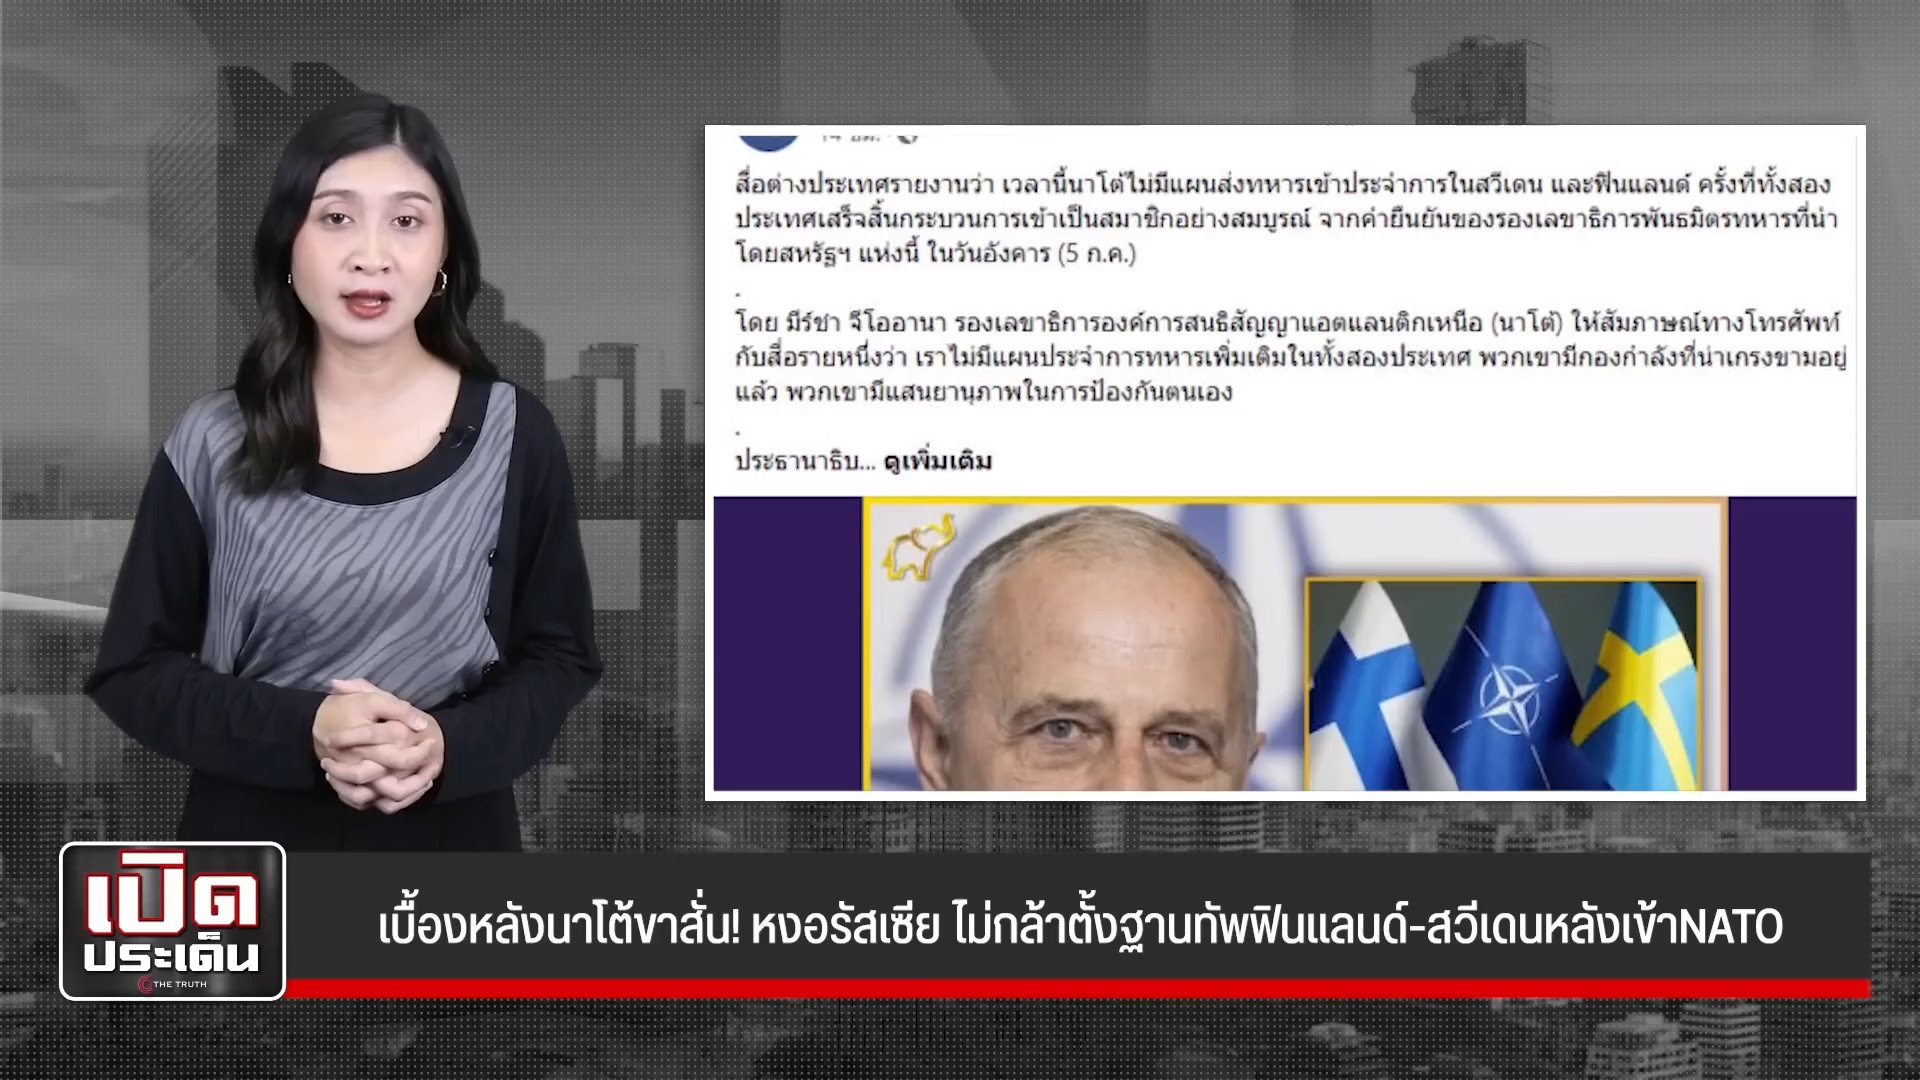 สื่อต่างประเทศรายงานว่า เวลานี้นาโต้ไม่มีแผนส่งทหารเข้าประจำการในสวีเดน และฟินแลนด์ ครั้งที่ทั้งสอง
ประเทศเสร็จสิ้นกระบวนการเข้าเป็นสมาชิกอย่างสมบูรณ์ จากคำยืนยันของรองเลขาธิการพันธมิตรทหารที่นำ
โดยสหรัฐฯ แห่งนี้ ในวันอังคาร (5 ก.ค.)
.
โดย มีร์ชา จีโออานา รองเลขาธิการองค์การสนธิสัญญาแอตแลนติกเหนือ (นาโต้) ให้สัมภาษณ์ทางโทรศัพท์
กับสื่อรายหนึ่งว่า เราไม่มีแผนประจำการทหารเพิ่มเติมในทั้งสองประเทศ พวกเขามีกองกำลังที่น่าเกรงขามอยู่
แล้ว พวกเขามีแสนยานุภาพในการป้องกันตนเอง
.
ประธานาธิบ... ดูเพิ่มเติม
เปิด
ประเด็น
THE TRUTH
เบื้องหลังนาโต้ขาสั่น! หงอรัสเซีย ไม่กล้าตั้งฐานทัพฟินแลนด์-สวีเดนหลังเข้าNATO